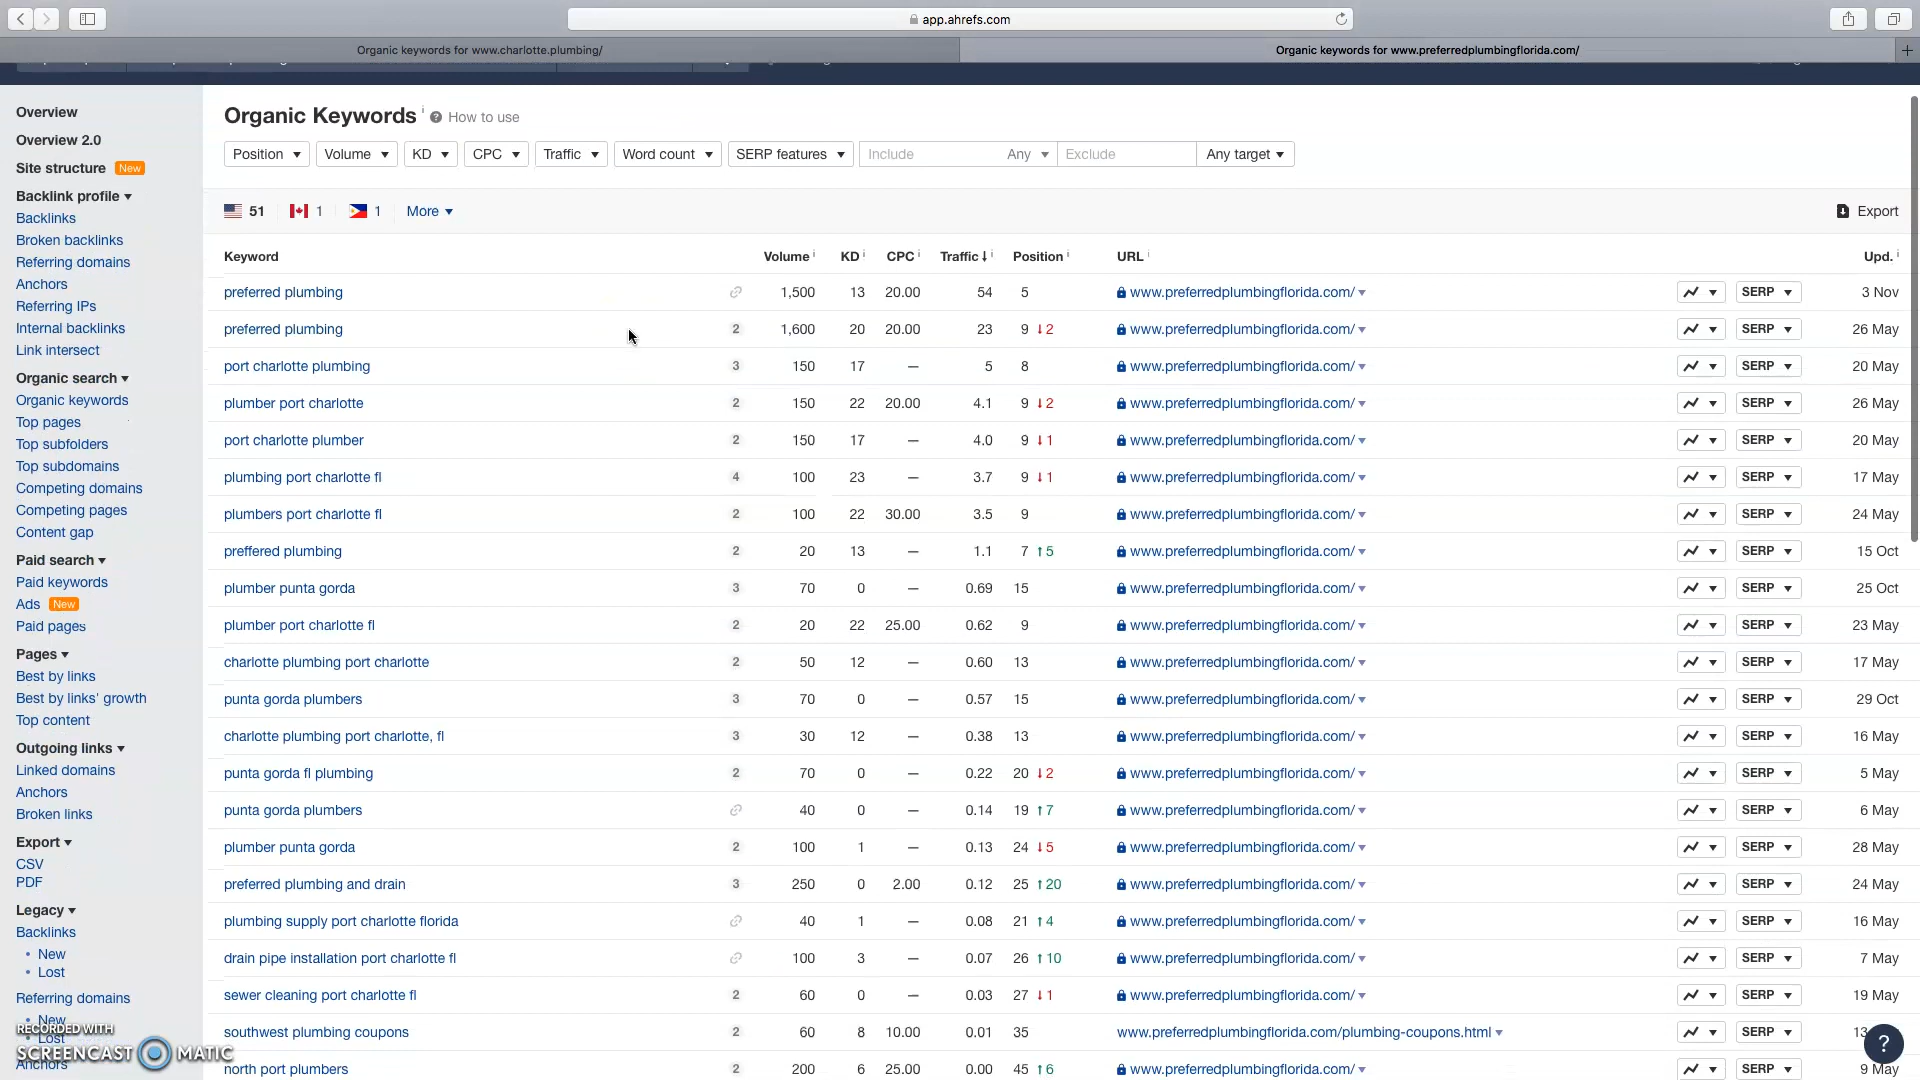 app.ahrefs.com
Organic keywords for www.charlotte.plumbing/
Organic keywords for www.preferredplumbingflorida.com/
Overview
Overview 2.0
Site structure New
Backlink profile
Backlinks
Broken backlinks
Referring domains
Anchors
Referring IPs
Internal backlinks
Link intersect
Organic search
Organic keywords
Top pages
Top subfolders
Top subdomains
Competing domains
Competing pages
Content gap
Paid search
Paid keywords
Ads New
Paid pages
Pages
Best by links
Best by links' growth
Top content
Outgoing links
Linked domains
Anchors
Broken links
Export
CSV
PDF
Legacy
Backlinks
New
Lost
Referring domains
New
Lost
Anchors
RECORDED WITH
SCREENCAST MATIC
Organic Keywords i ? How to use
Position Volume KD CPC Traffic Word count SERP features Include Any Exclude Any target
51 1 1 More Export
Keyword Volume KD CPC Traffic Position URL Upd.
preferred plumbing 1,500 13 20.00 54 5 www.preferredplumbingflorida.com/ SERP 3 Nov
preferred plumbing 2 1,600 20 20.00 23 9 ↓2 www.preferredplumbingflorida.com/ SERP 26 May
port charlotte plumbing 3 150 17 — 5 8 www.preferredplumbingflorida.com/ SERP 20 May
plumber port charlotte 2 150 22 20.00 4.1 9 ↓2 www.preferredplumbingflorida.com/ SERP 26 May
port charlotte plumber 2 150 17 — 4.0 9 ↓1 www.preferredplumbingflorida.com/ SERP 20 May
plumbing port charlotte fl 4 100 23 — 3.7 9 ↓1 www.preferredplumbingflorida.com/ SERP 17 May
plumbers port charlotte fl 2 100 22 30.00 3.5 9 www.preferredplumbingflorida.com/ SERP 24 May
preffered plumbing 2 20 13 — 1.1 7 ↑5 www.preferredplumbingflorida.com/ SERP 15 Oct
plumber punta gorda 3 70 0 — 0.69 15 www.preferredplumbingflorida.com/ SERP 25 Oct
plumber port charlotte fl 2 20 22 25.00 0.62 9 www.preferredplumbingflorida.com/ SERP 23 May
charlotte plumbing port charlotte 2 50 12 — 0.60 13 www.preferredplumbingflorida.com/ SERP 17 May
punta gorda plumbers 3 70 0 — 0.57 15 www.preferredplumbingflorida.com/ SERP 29 Oct
charlotte plumbing port charlotte, fl 3 30 12 — 0.38 13 www.preferredplumbingflorida.com/ SERP 16 May
punta gorda fl plumbing 2 70 0 — 0.22 20 ↓2 www.preferredplumbingflorida.com/ SERP 5 May
punta gorda plumbers 40 0 — 0.14 19 ↑7 www.preferredplumbingflorida.com/ SERP 6 May
plumber punta gorda 2 100 1 — 0.13 24 ↓5 www.preferredplumbingflorida.com/ SERP 28 May
preferred plumbing and drain 3 250 0 2.00 0.12 25 ↑20 www.preferredplumbingflorida.com/ SERP 24 May
plumbing supply port charlotte florida 40 1 — 0.08 21 ↑4 www.preferredplumbingflorida.com/ SERP 16 May
drain pipe installation port charlotte fl 100 3 — 0.07 26 ↑10 www.preferredplumbingflorida.com/ SERP 7 May
sewer cleaning port charlotte fl 2 60 0 — 0.03 27 ↓1 www.preferredplumbingflorida.com/ SERP 19 May
southwest plumbing coupons 2 60 8 10.00 0.01 35 www.preferredplumbingflorida.com/plumbing-coupons.html SERP 13
north port plumbers 2 200 6 25.00 0.00 45 ↑6 www.preferredplumbingflorida.com/ SERP 9 May
?